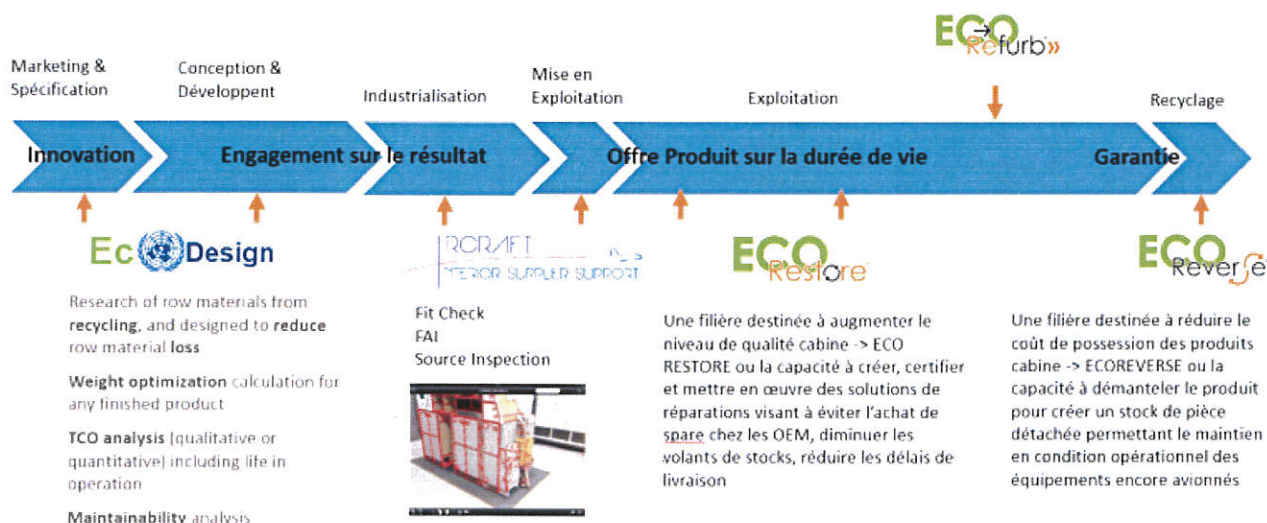 ECO
Refurb»
Marketing &
Spécification
Conception &
Développent
Industrialisation
Mise en
Exploitation
Exploitation
Recyclage
Innovation
Engagement sur le résultat
Offre Produit sur la durée de vie
Garantie
Ec Design
Research of row materials from
recycling, and designed to reduce
row material loss
Weight optimization calculation for
any finished product
TCO analysis (qualitative or
quantitative) including life in
operation
Maintainability analysis
RCRAFT
NTERIOR SUPPLIER SUPPORT
Fit Check
FAI
Source Inspection
ECO
Restore
Une filière destinée à augmenter le
niveau de qualité cabine -> ECO
RESTORE ou la capacité à créer, certifier
et mettre en œuvre des solutions de
réparations visant à éviter l'achat de
spare chez les OEM, diminuer les
volants de stocks, réduire les délais de
livraison
ECO
Reverse
Une filière destinée à réduire le
coût de possession des produits
cabine -> ECOREVERSE ou la
capacité à démanteler le produit
pour créer un stock de pièce
détachée permettant le maintien
en condition opérationnel des
équipements encore avionnés